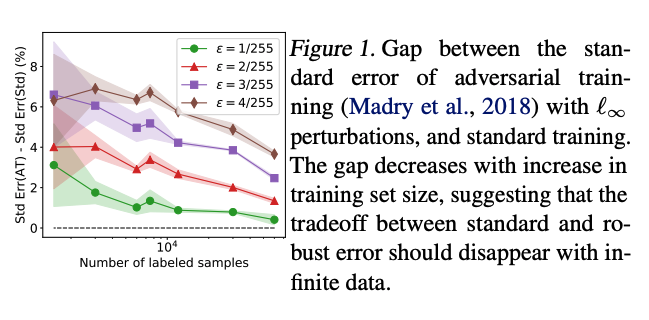 Std Err(AT) - Std Err(Std) (%)
8
6
4
2
0
ε = 1/255
ε = 2/255
ε = 3/255
ε = 4/255
10⁴
Number of labeled samples
Figure 1. Gap between the stan-
dard error of adversarial train-
ning (Madry et al., 2018) with ℓ∞
perturbations, and standard training.
The gap decreases with increase in
training set size, suggesting that the
tradeoff between standard and ro-
bust error should disappear with in-
finite data.